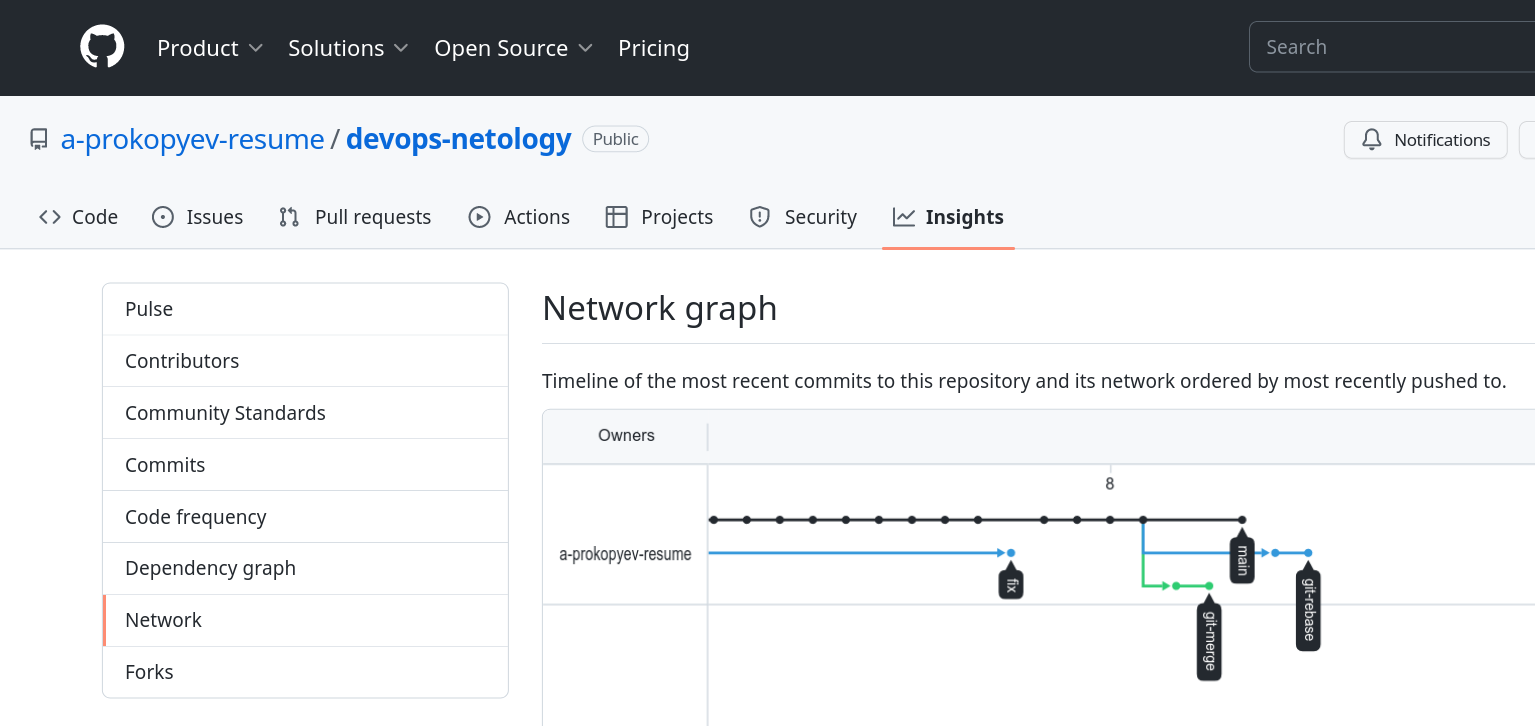 Product Solutions Open Source Pricing Search
a-prokopyev-resume / devops-netology Public Notifications
Code Issues Pull requests Actions Projects Security Insights
Pulse
Contributors
Community Standards
Commits
Code frequency
Dependency graph
Network
Forks
Network graph
Timeline of the most recent commits to this repository and its network ordered by most recently pushed to.
Owners
8
a-prokopyev-resume
fix
main
git-merge
git-rebase